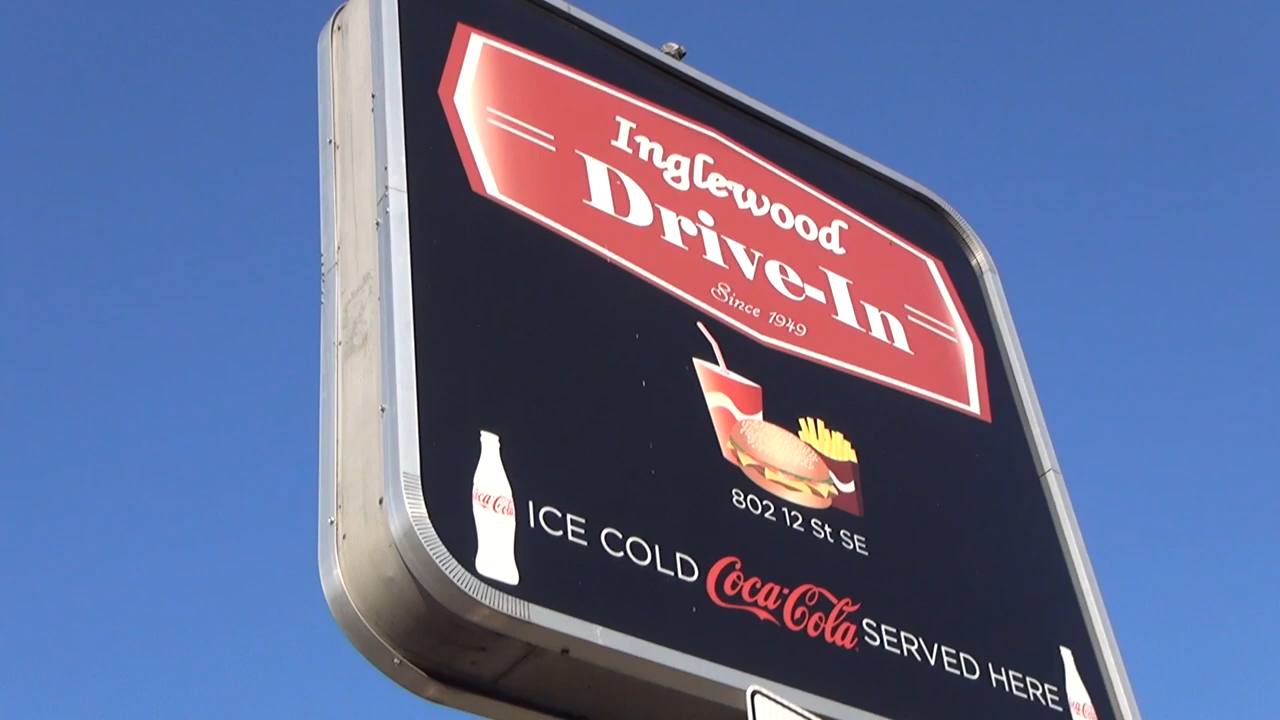 Inglewood
Drive-In
Since 1949
802 12 St SE
Coca-Cola
ICE COLD Coca-Cola SERVED HERE